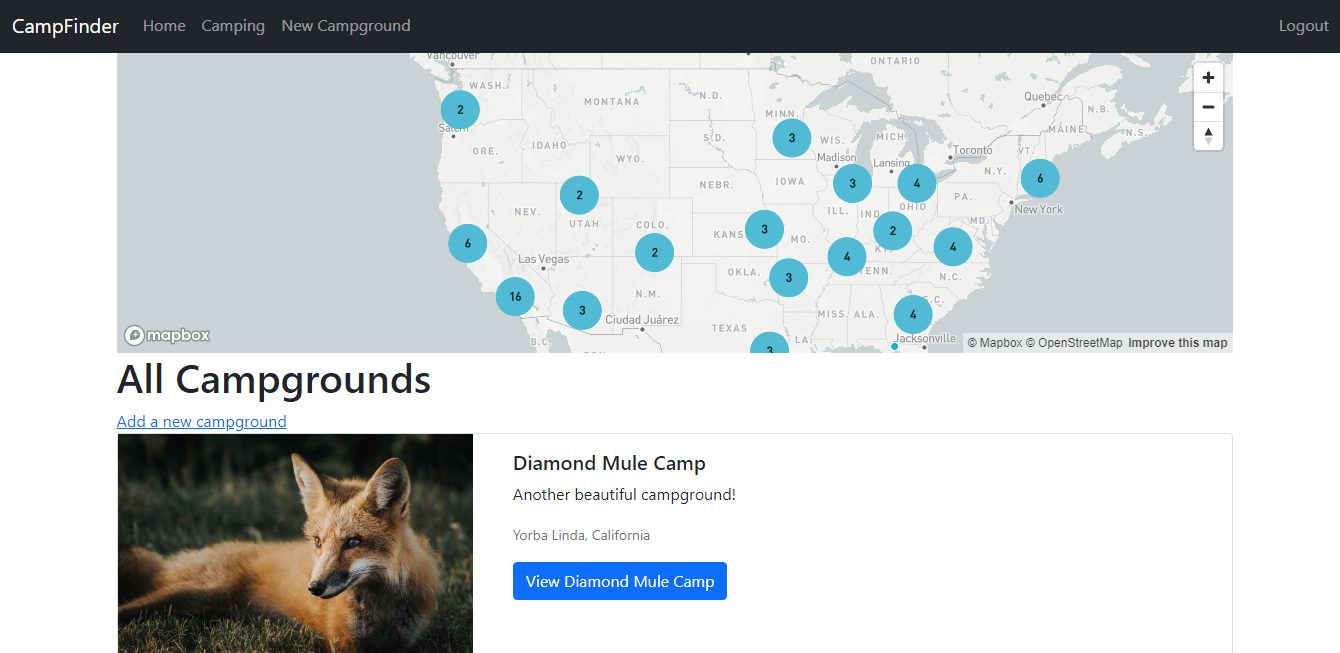 CampFinder Home Camping New Campground Logout
Vancouver
ONTARIO
WASH.
MONTANA
N.D.
MINN.
Quebec
N.B.
2
Salem
ORE.
IDAHO
WYO.
S.D.
3
WIS.
MICH.
Toronto
VT.
MAINE
N.S.
Madison
Lansing
N.Y.
2
NEBR.
IOWA
3
4
6
NEV.
UTAH
COLO.
ILL.
IND.
OHIO
PA.
New York
6
2
KANS.
3
MO.
2
KY.
MD.
4
Las Vegas
OKLA.
3
4
TENN.
N.C.
16
3
N.M.
Ciudad Juárez
TEXAS
MISS.
ALA.
4
S.C.
B.C.
LA.
3
Jacksonville
mapbox
© Mapbox © OpenStreetMap Improve this map
All Campgrounds
Add a new campground
Diamond Mule Camp
Another beautiful campground!
Yorba Linda, California
View Diamond Mule Camp